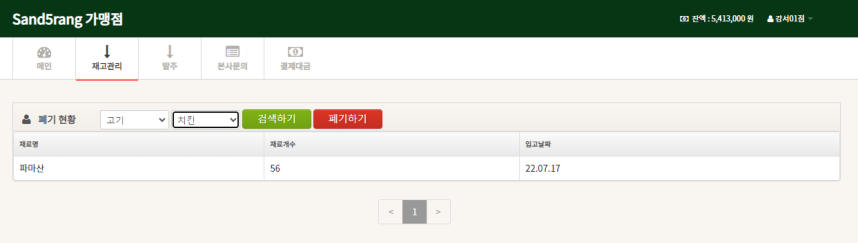 Sand5rang 가맹점
잔액 : 5,413,000 원 강서01점
메인 재고관리 발주 본사문의 결제대금
폐기 현황 고기 치킨 검색하기 폐기하기
재료명 재료개수 입고날짜
파마산 56 22.07.17
< 1 >